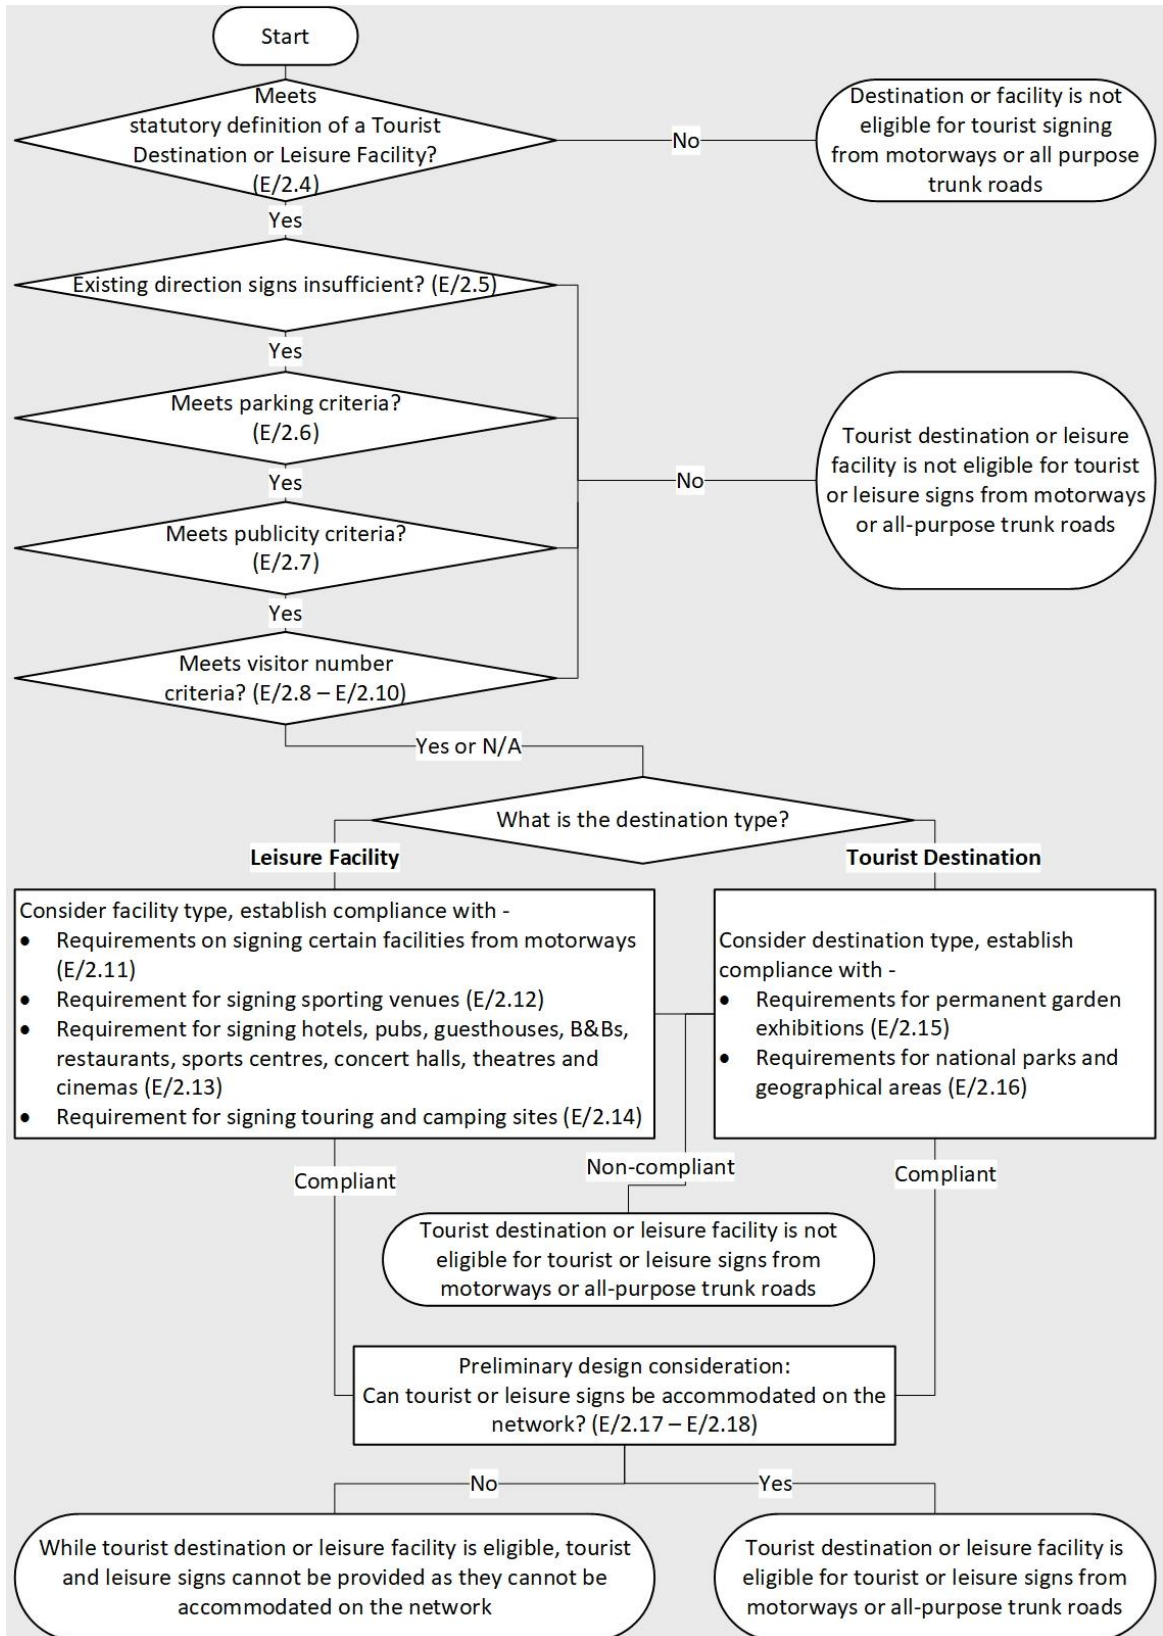 Start
Meets
statutory definition of a Tourist
Destination or Leisure Facility?
(E/2.4)
No
Destination or facility is not
eligible for tourist signing
from motorways or all purpose
trunk roads
Yes
Existing direction signs insufficient? (E/2.5)
Yes
Meets parking criteria?
(E/2.6)
Yes
No
Tourist destination or leisure
facility is not eligible for tourist
or leisure signs from motorways
or all-purpose trunk roads
Meets publicity criteria?
(E/2.7)
Yes
Meets visitor number
criteria? (E/2.8 – E/2.10)
Yes or N/A
What is the destination type?
Leisure Facility
Tourist Destination
Consider facility type, establish compliance with -
● Requirements on signing certain facilities from motorways
(E/2.11)
● Requirement for signing sporting venues (E/2.12)
● Requirement for signing hotels, pubs, guesthouses, B&Bs,
restaurants, sports centres, concert halls, theatres and
cinemas (E/2.13)
● Requirement for signing touring and camping sites (E/2.14)
Consider destination type, establish
compliance with -
● Requirements for permanent garden
exhibitions (E/2.15)
● Requirements for national parks and
geographical areas (E/2.16)
Compliant
Non-compliant
Compliant
Tourist destination or leisure facility is not
eligible for tourist or leisure signs from
motorways or all-purpose trunk roads
Preliminary design consideration:
Can tourist or leisure signs be accommodated on the
network? (E/2.17 – E/2.18)
No
Yes
While tourist destination or leisure facility is eligible, tourist
and leisure signs cannot be provided as they cannot be
accommodated on the network
Tourist destination or leisure facility is
eligible for tourist or leisure signs from
motorways or all-purpose trunk roads